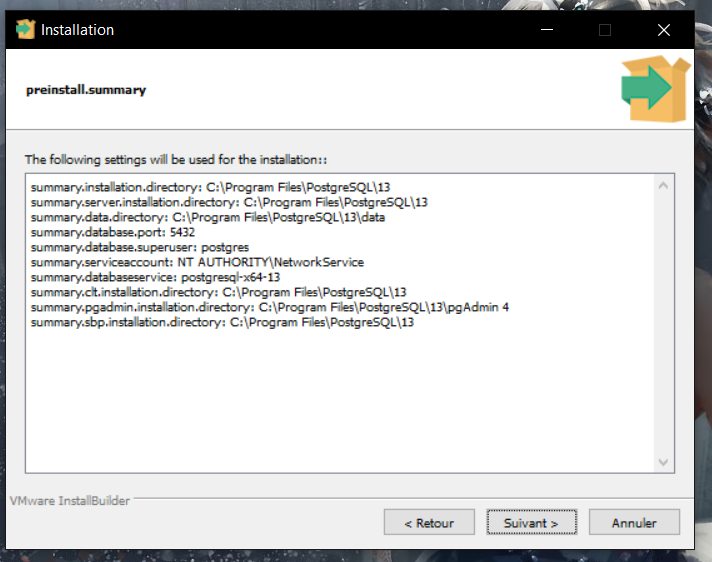 Installation
preinstall.summary
The following settings will be used for the installation::
summary.installation.directory: C:\Program Files\PostgreSQL\13
summary.server.installation.directory: C:\Program Files\PostgreSQL\13
summary.data.directory: C:\Program Files\PostgreSQL\13\data
summary.database.port: 5432
summary.database.superuser: postgres
summary.serviceaccount: NT AUTHORITY\NetworkService
summary.databaseservice: postgresql-x64-13
summary.clt.installation.directory: C:\Program Files\PostgreSQL\13
summary.pgadmin.installation.directory: C:\Program Files\PostgreSQL\13\pgAdmin 4
summary.sbp.installation.directory: C:\Program Files\PostgreSQL\13
VMware InstallBuilder
< Retour Suivant > Annuler